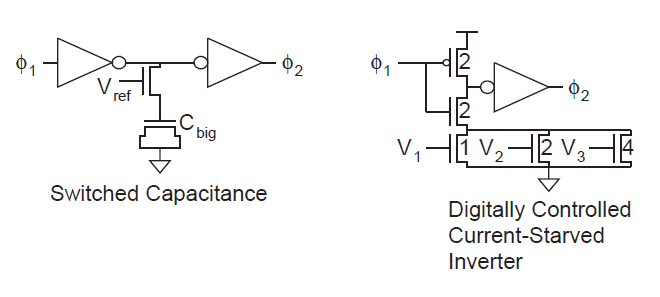 ϕ1
Vref
Cbig
ϕ2
Switched Capacitance
ϕ1
2
2
ϕ2
V1
1
V2
2
V3
4
Digitally Controlled
Current-Starved
Inverter